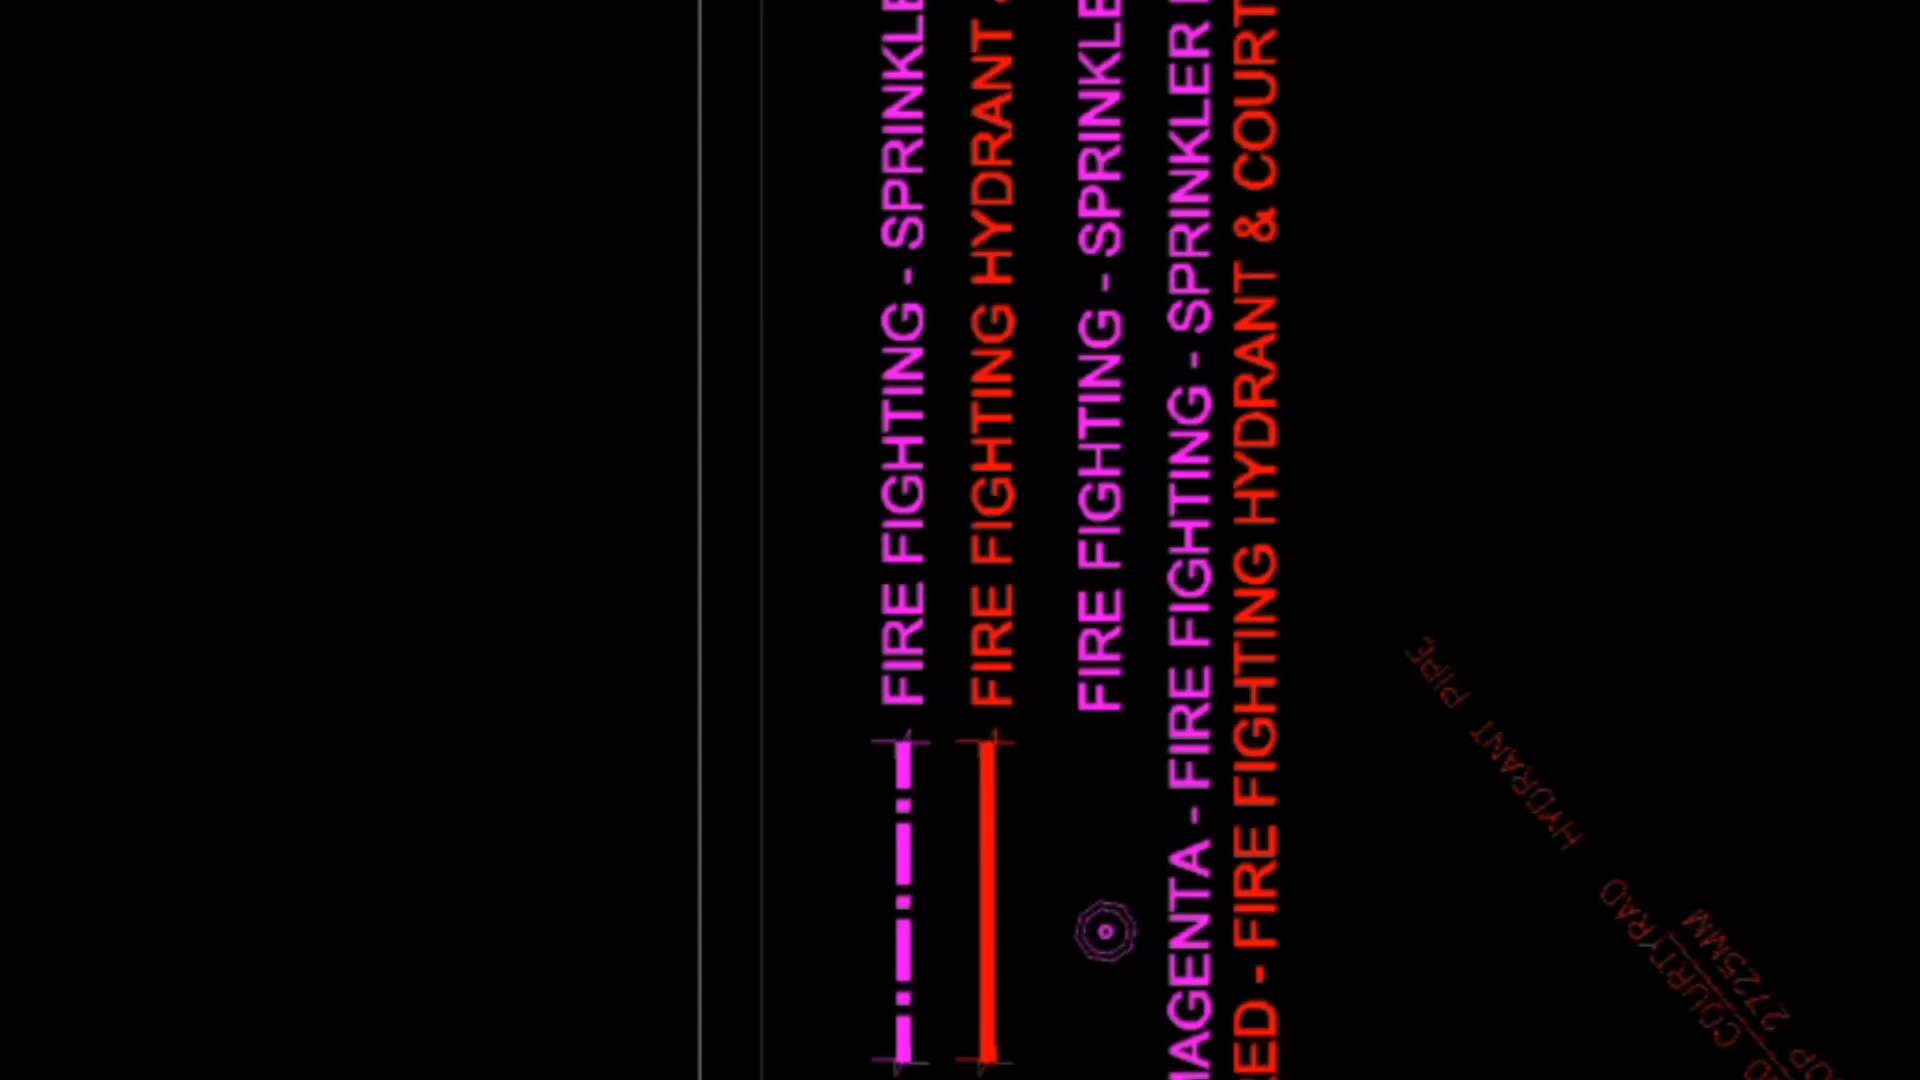 FIRE FIGHTING - SPRINKLE
FIRE FIGHTING HYDRANT
FIRE FIGHTING - SPRINKLE
MAGENTA - FIRE FIGHTING - SPRINKLER
ED - FIRE FIGHTING HYDRANT & COURT
HYDRANT PIPE
COURTYRAD
2725MM